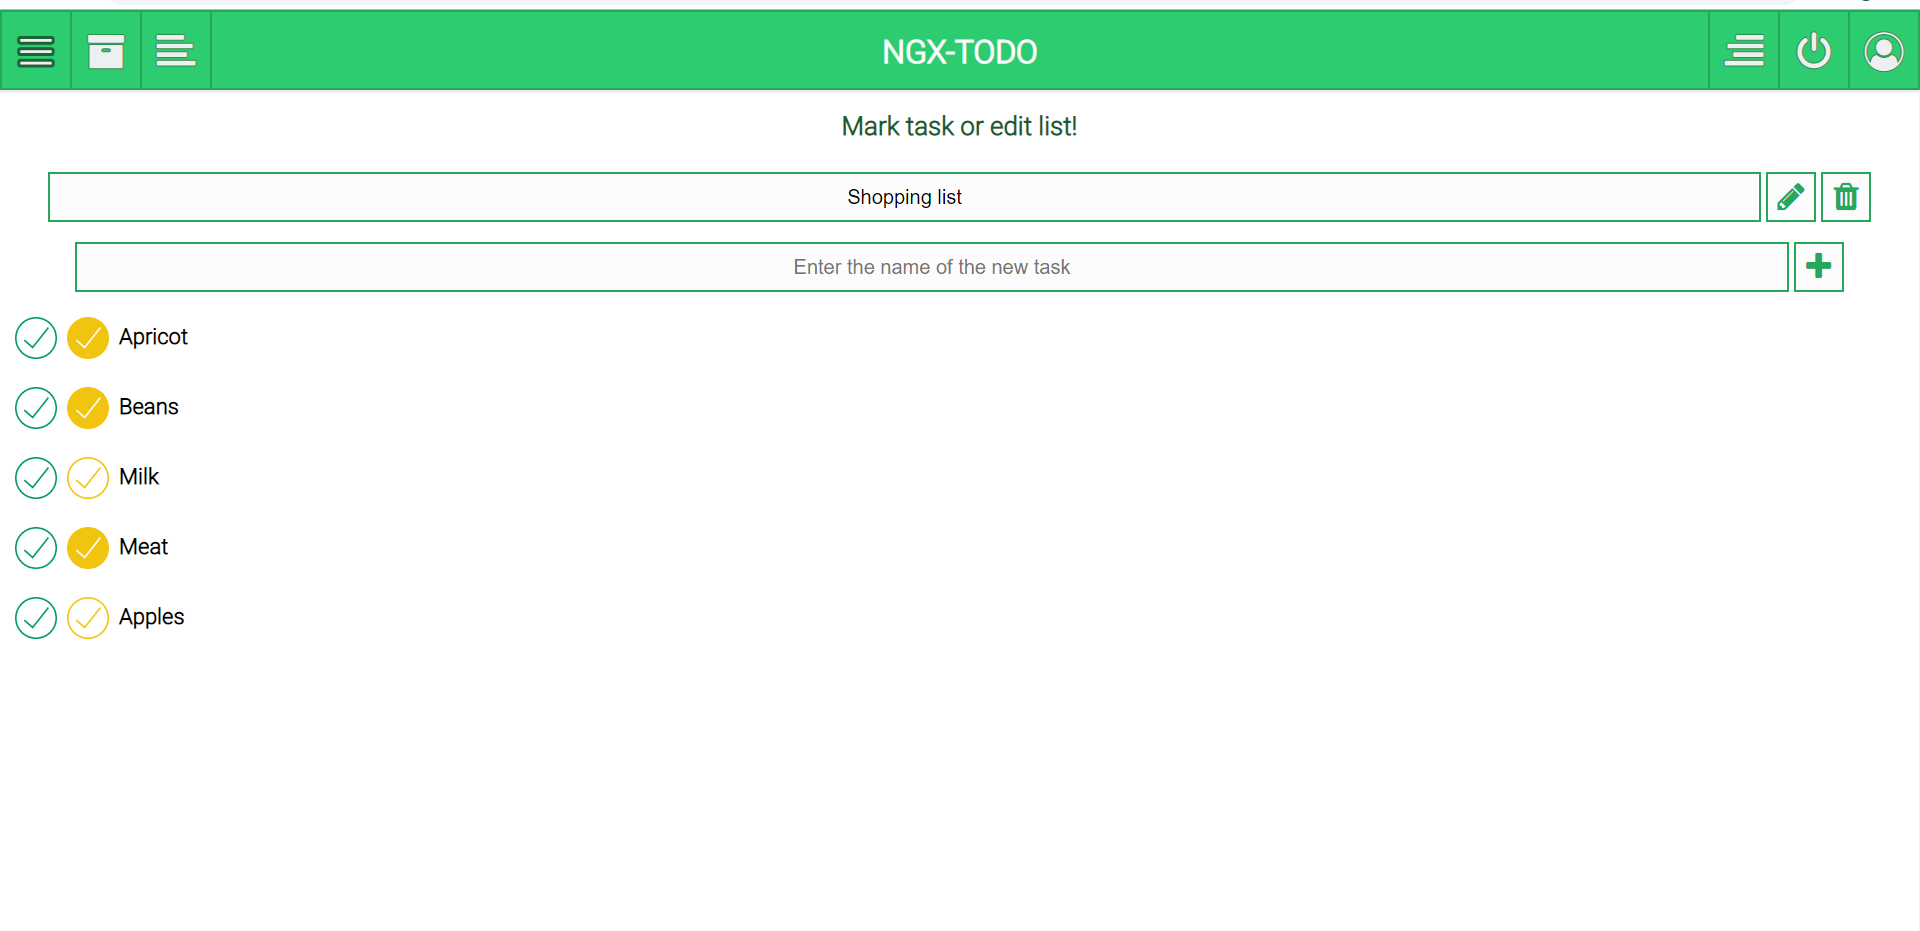 NGX-TODO
Mark task or edit list!
Shopping list
Enter the name of the new task
Apricot
Beans
Milk
Meat
Apples